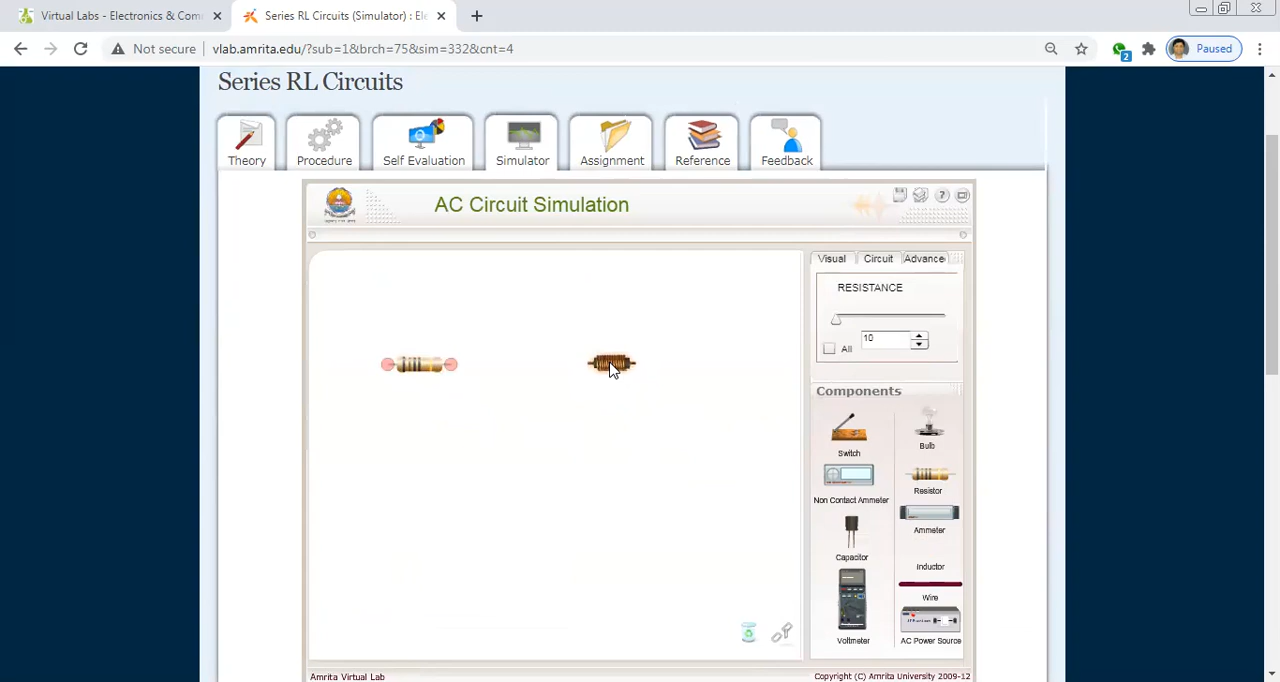 Virtual Labs - Electronics & Com
Series RL Circuits (Simulator) : Ele
Not secure
vlab.amrita.edu/?sub=1&brch=75&sim=332&cnt=4
2
Paused
Series RL Circuits
Theory
Procedure
Self Evaluation
Simulator
Assignment
Reference
Feedback
AC Circuit Simulation
?
Visual
Circuit
Advance
RESISTANCE
10
All
Components
Switch
Bulb
Non Contact Ammeter
Resistor
Ammeter
Capacitor
Inductor
Wire
Voltmeter
AC Power Source
Amrita Virtual Lab
Copyright (C) Amrita University 2009-12